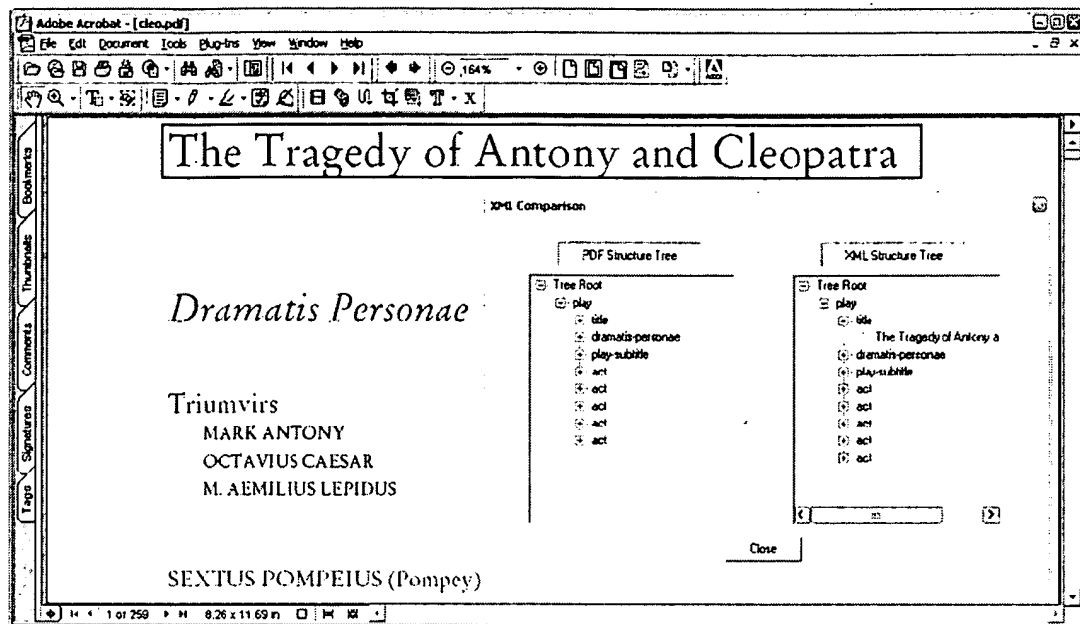 Adobe Acrobat - [cleo.pdf]
File Edit Document Tools Plug-Ins View Window Help
164%
Bookmarks
Thumbnails
Comments
Signatures
Tags
The Tragedy of Antony and Cleopatra
Dramatis Personae
Triumvirs
MARK ANTONY
OCTAVIUS CAESAR
M. AEMILIUS LEPIDUS
SEXTUS POMPEIUS (Pompey)
XML Comparison
PDF Structure Tree
Tree Root
play
title
dramatis-personae
play-subtitle
act
act
act
act
act
XML Structure Tree
Tree Root
play
title
The Tragedy of Antony a
dramatis-personae
play-subtitle
act
act
act
act
act
Close
1 of 259 8.26 x 11.69 in